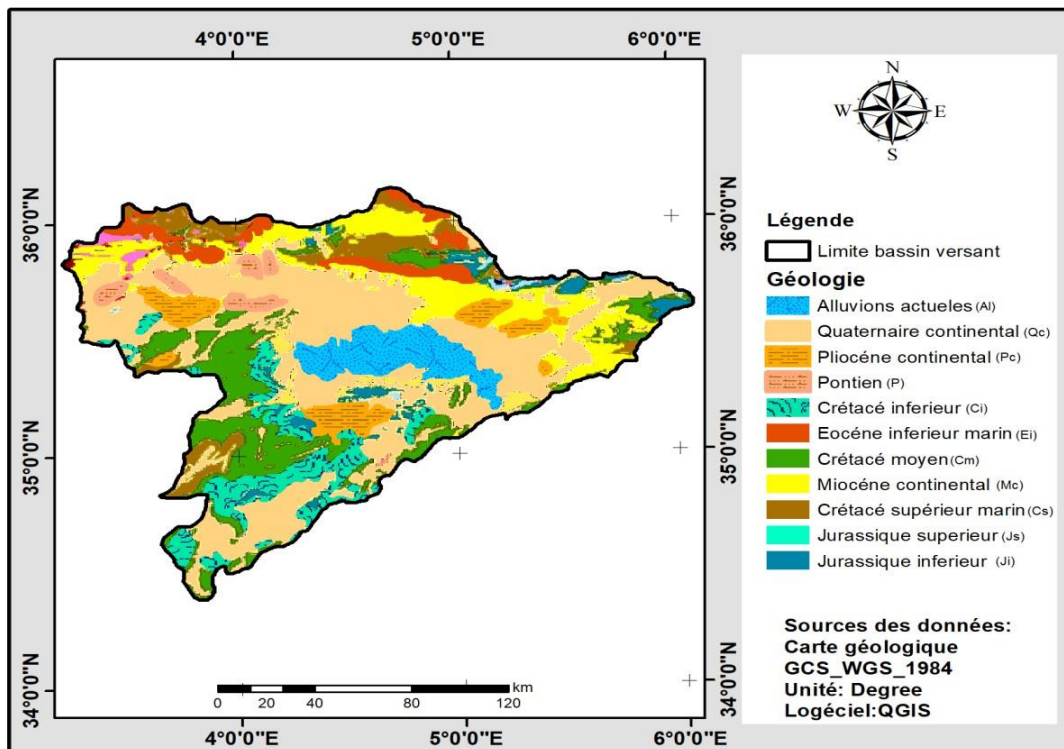 4°0'0"E 5°0'0"E 6°0'0"E
36°0'0"N
35°0'0"N
34°0'0"N
36°0'0"N
35°0'0"N
34°0'0"N
4°0'0"E 5°0'0"E 6°0'0"E
km
0 20 40 80 120
N
W E
S
Légende
Limite bassin versant
Géologie
Alluvions actueles (Al)
Quaternaire continental (Qc)
Pliocéne continental (Pc)
Pontien (P)
Crétacé inferieur (Ci)
Eocéne inferieur marin (Ei)
Crétacé moyen (Cm)
Miocéne continental (Mc)
Crétacé supérieur marin (Cs)
Jurassique superieur (Js)
Jurassique inferieur (Ji)
Sources des données:
Carte géologique
GCS_WGS_1984
Unité: Degree
Logéciel:QGIS